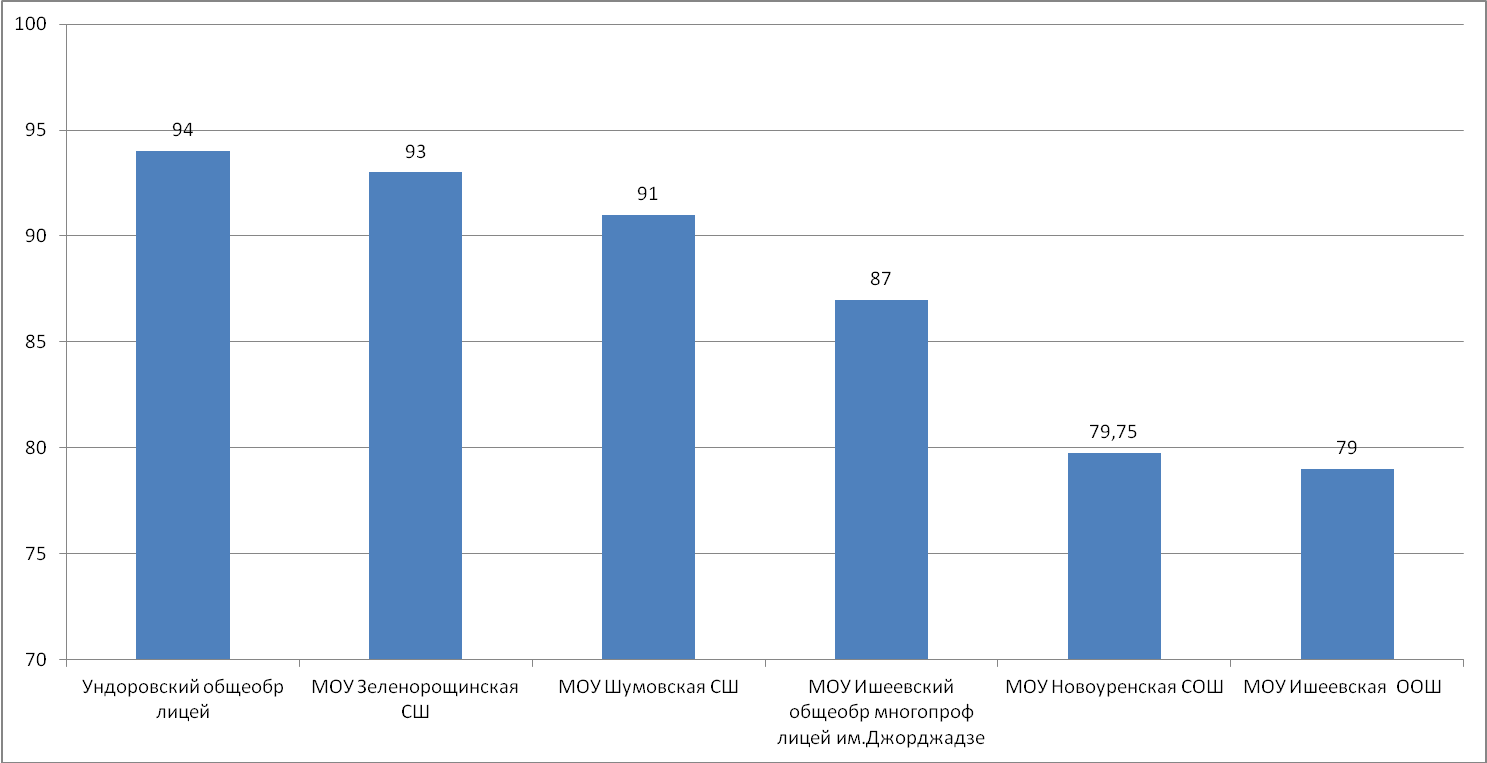 100
95
90
85
80
75
70
94
93
91
87
79,75
79
Ундоровский общеобр
лицей
МОУ Зеленорощинская
СШ
МОУ Шумовская СШ
МОУ Ишеевский
общеобр многопроф
лицей им.Джорджадзе
МОУ Новоуренская СОШ
МОУ Ишеевская  ООШ